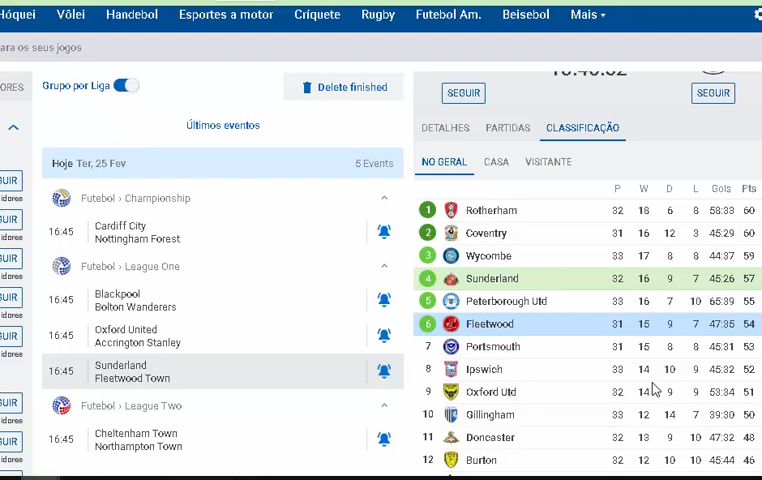 Hóquei Vôlei Handebol Esportes a motor Críquete Rugby Futebol Am. Beisebol Mais
ara os seus jogos
ORES
Grupo por Liga
Delete finished
Últimos eventos
Hoje Ter, 25 Fev 5 Events
Futebol › Championship
16:45 Cardiff City
Nottingham Forest
Futebol › League One
16:45 Blackpool
Bolton Wanderers
16:45 Oxford United
Accrington Stanley
16:45 Sunderland
Fleetwood Town
Futebol › League Two
16:45 Cheltenham Town
Northampton Town
SEGUIR SEGUIR
DETALHES PARTIDAS CLASSIFICAÇÃO
NO GERAL CASA VISITANTE
P W D L Gols Pts
1 Rotherham 32 18 6 8 58:33 60
2 Coventry 31 16 12 3 45:29 60
3 Wycombe 33 17 8 8 44:37 59
4 Sunderland 32 16 9 7 45:26 57
5 Peterborough Utd 33 16 7 10 65:39 55
6 Fleetwood 31 15 9 7 47:35 54
7 Portsmouth 31 15 8 8 45:31 53
8 Ipswich 33 14 10 9 45:32 52
9 Oxford Utd 32 14 9 9 53:34 51
10 Gillingham 33 12 14 7 39:30 50
11 Doncaster 32 13 9 10 47:32 48
12 Burton 32 12 10 10 45:44 46